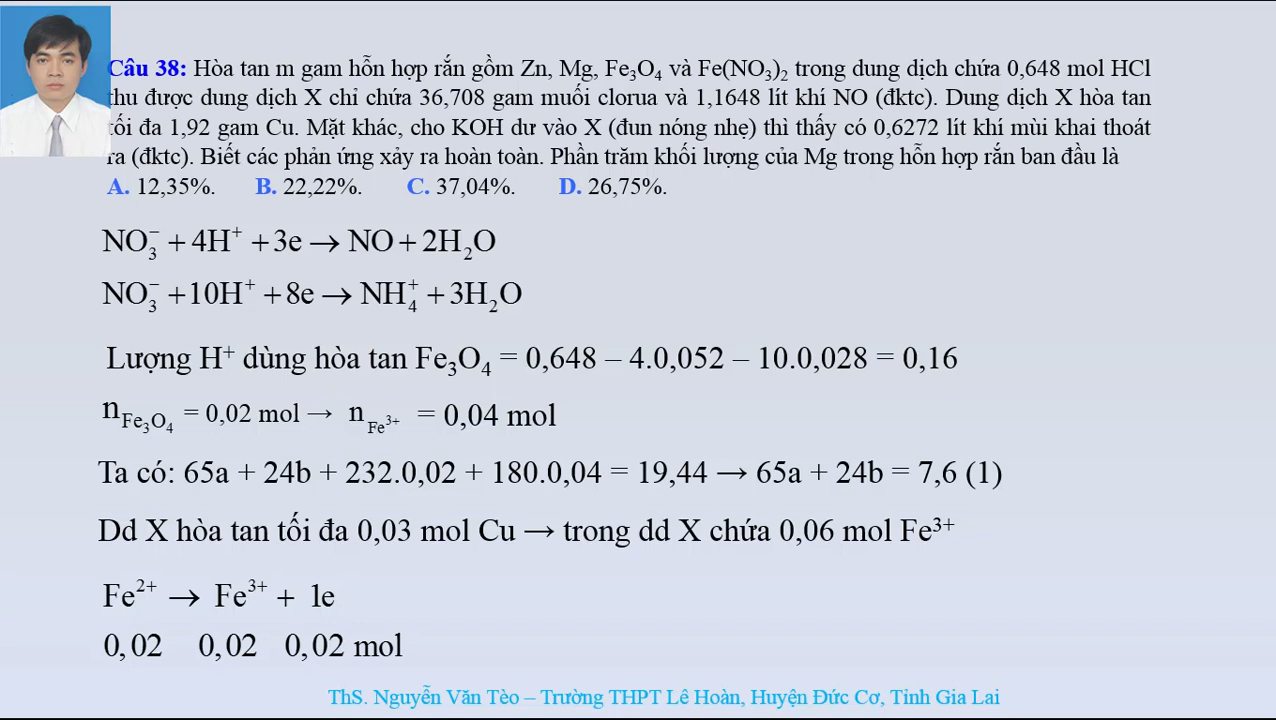 Câu 38: Hòa tan m gam hỗn hợp rắn gồm Zn, Mg, Fe₃O₄ và Fe(NO₃)₂ trong dung dịch chứa 0,648 mol HCl
thu được dung dịch X chỉ chứa 36,708 gam muối clorua và 1,1648 lít khí NO (đktc). Dung dịch X hòa tan
tối đa 1,92 gam Cu. Mặt khác, cho KOH dư vào X (đun nóng nhẹ) thì thấy có 0,6272 lít khí mùi khai thoát
ra (đktc). Biết các phản ứng xảy ra hoàn toàn. Phần trăm khối lượng của Mg trong hỗn hợp rắn ban đầu là
A. 12,35%. B. 22,22%. C. 37,04%. D. 26,75%.
NO₃⁻ + 4H⁺ + 3e → NO + 2H₂O
NO₃⁻ + 10H⁺ + 8e → NH₄⁺ + 3H₂O
Lượng H⁺ dùng hòa tan Fe₃O₄ = 0,648 – 4.0,052 – 10.0,028 = 0,16
n Fe₃O₄ = 0,02 mol → n Fe³⁺ = 0,04 mol
Ta có: 65a + 24b + 232.0,02 + 180.0,04 = 19,44 → 65a + 24b = 7,6 (1)
Dd X hòa tan tối đa 0,03 mol Cu → trong dd X chứa 0,06 mol Fe³⁺
Fe²⁺ → Fe³⁺ + 1e
0,02 0,02 0,02 mol
ThS. Nguyễn Văn Tèo – Trường THPT Lê Hoàn, Huyện Đức Cơ, Tỉnh Gia Lai